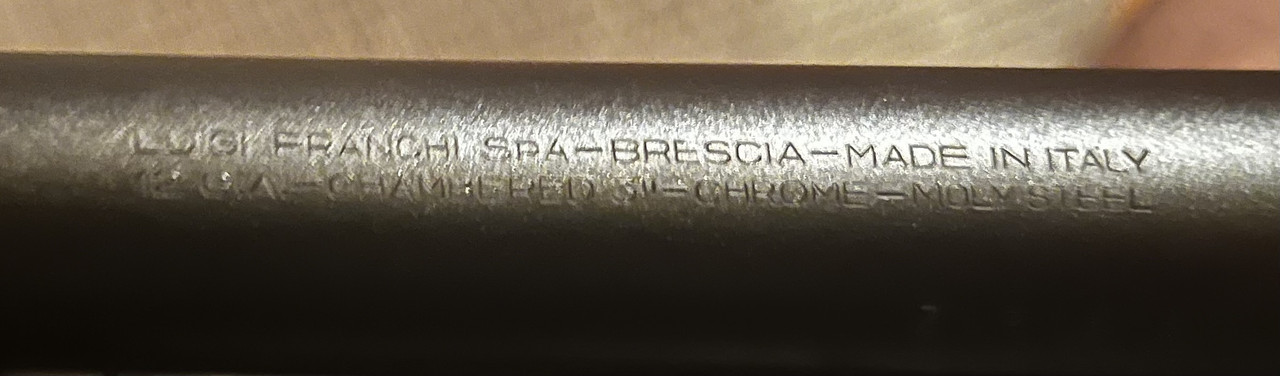 LUIGI FRANCHI SPA–BRESCIA–MADE IN ITALY
12 GA.–CHAMBERED 3"–CHROME–MOLY STEEL